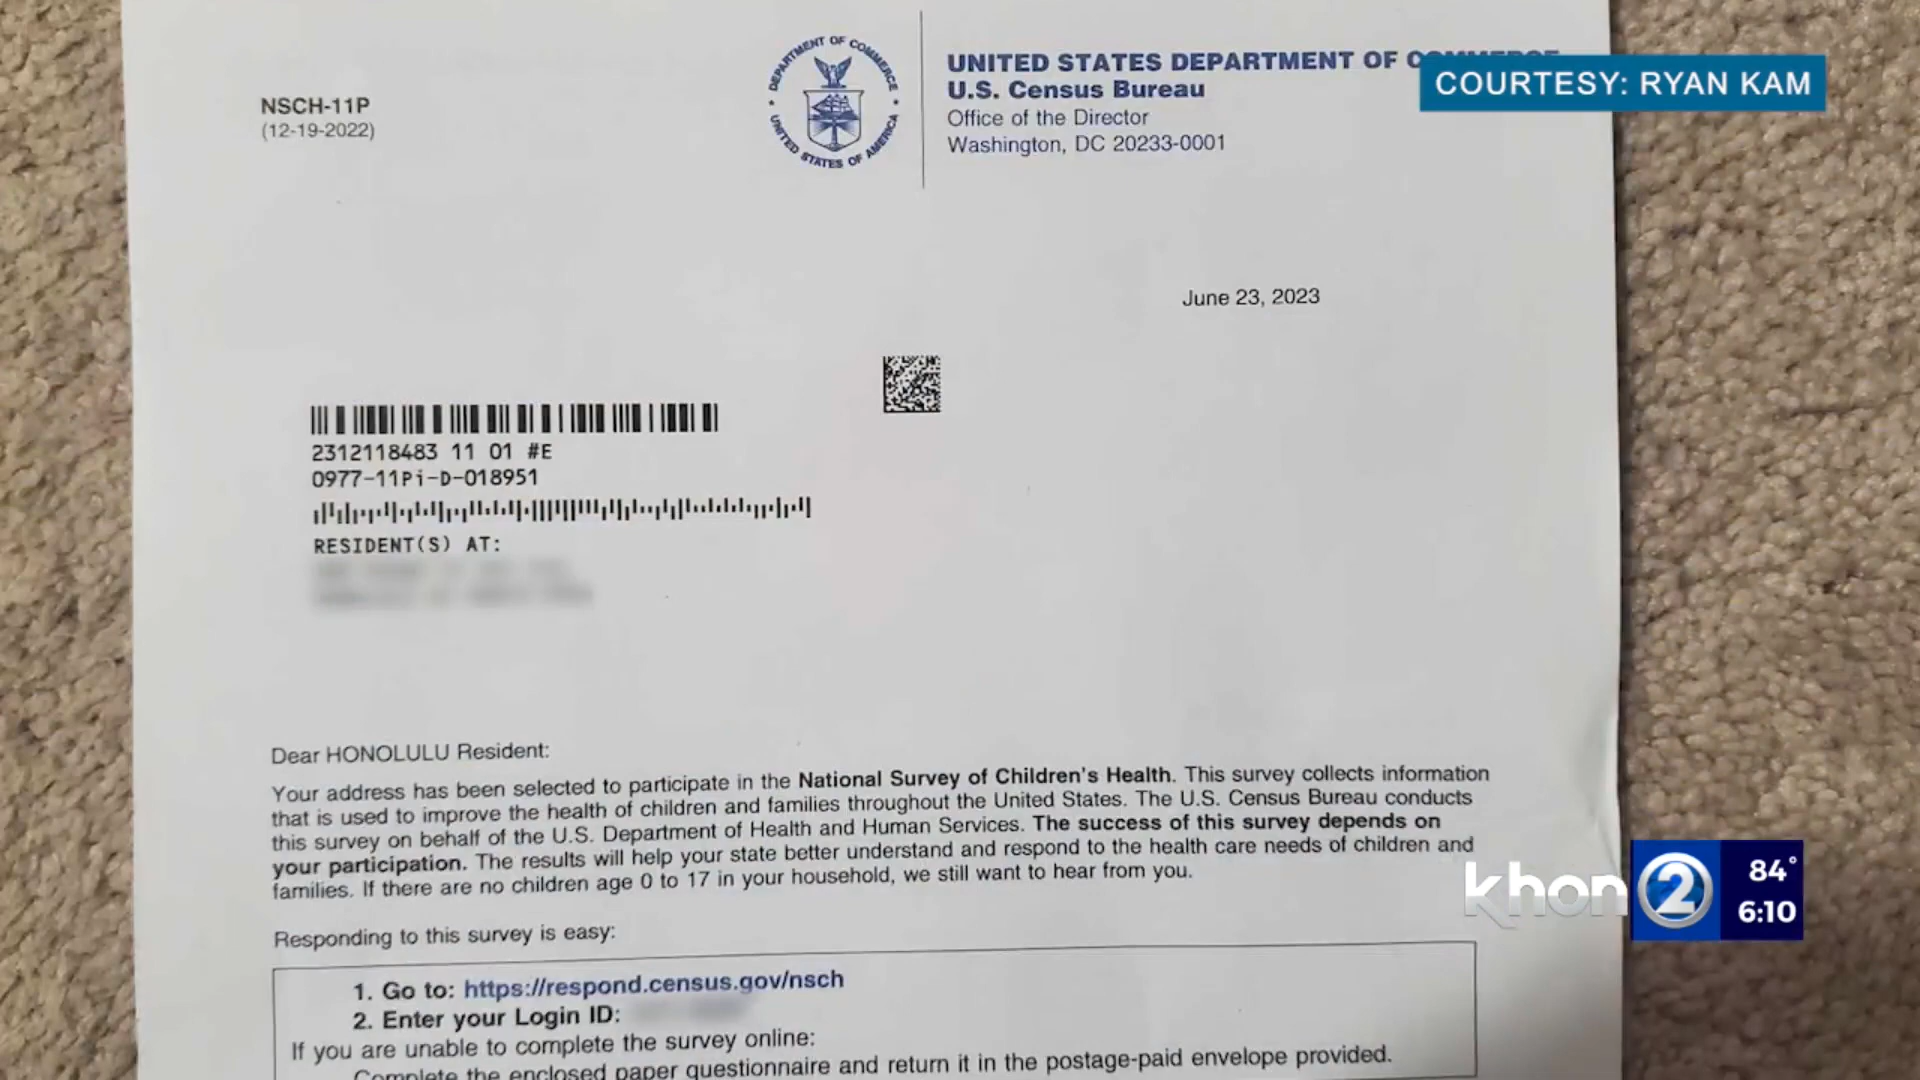 NSCH-11P
(12-19-2022)
DEPARTMENT OF COMMERCE
UNITED STATES OF AMERICA
UNITED STATES DEPARTMENT OF
U.S. Census Bureau
Office of the Director
Washington, DC 20233-0001
COURTESY: RYAN KAM
June 23, 2023
2312118483 11 01 #E
0977-11Pi-D-018951
RESIDENT(S) AT:
Dear HONOLULU Resident:
Your address has been selected to participate in the National Survey of Children's Health. This survey collects information
that is used to improve the health of children and families throughout the United States. The U.S. Census Bureau conducts
this survey on behalf of the U.S. Department of Health and Human Services. The success of this survey depends on
your participation. The results will help your state better understand and respond to the health care needs of children and
families. If there are no children age 0 to 17 in your household, we still want to hear from you.
Responding to this survey is easy:
1. Go to: https://respond.census.gov/nsch
2. Enter your Login ID:
If you are unable to complete the survey online:
Complete the enclosed paper questionnaire and return it in the postage-paid envelope provided.
khon 2
84°
6:10